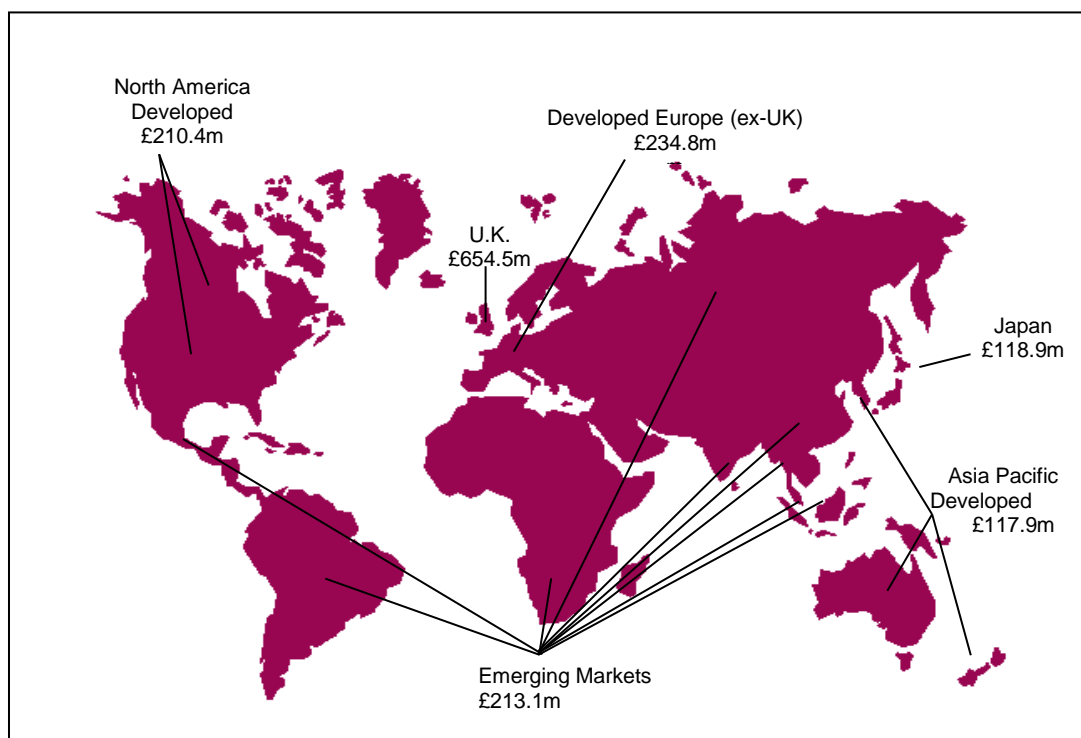 North America
Developed
£210.4m
Developed Europe (ex-UK)
£234.8m
U.K.
£654.5m
Japan
£118.9m
Asia Pacific
Developed
£117.9m
Emerging Markets
£213.1m